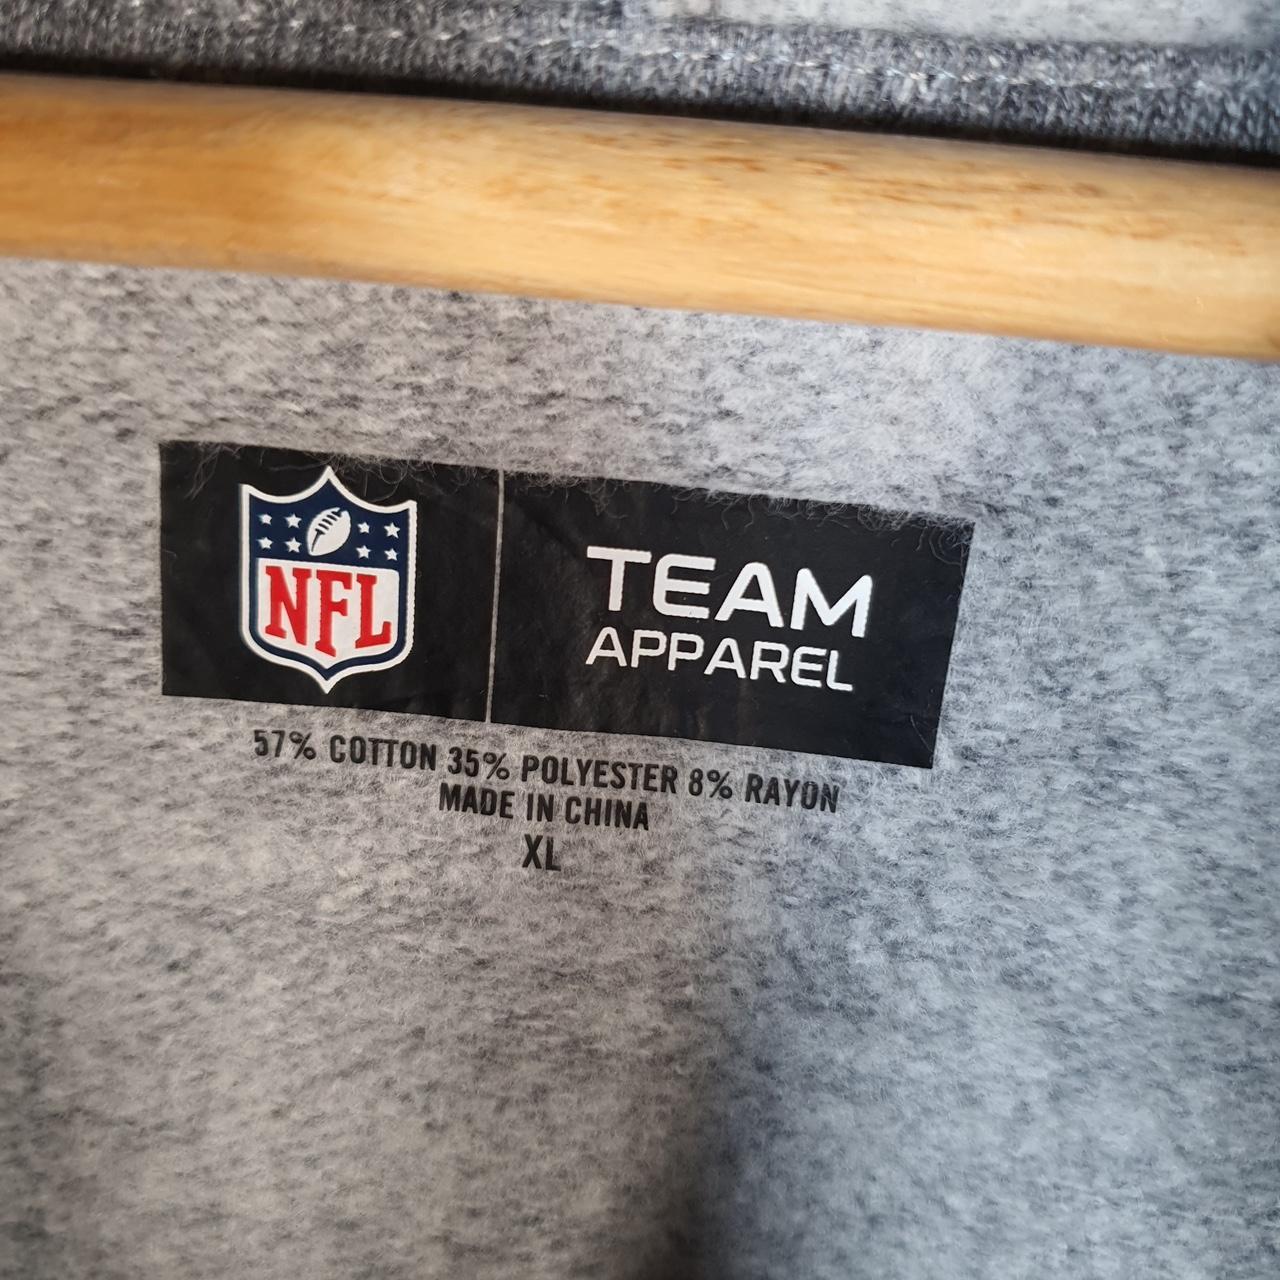 NFL
TEAM
APPAREL
57% COTTON 35% POLYESTER 8% RAYON
MADE IN CHINA
XL